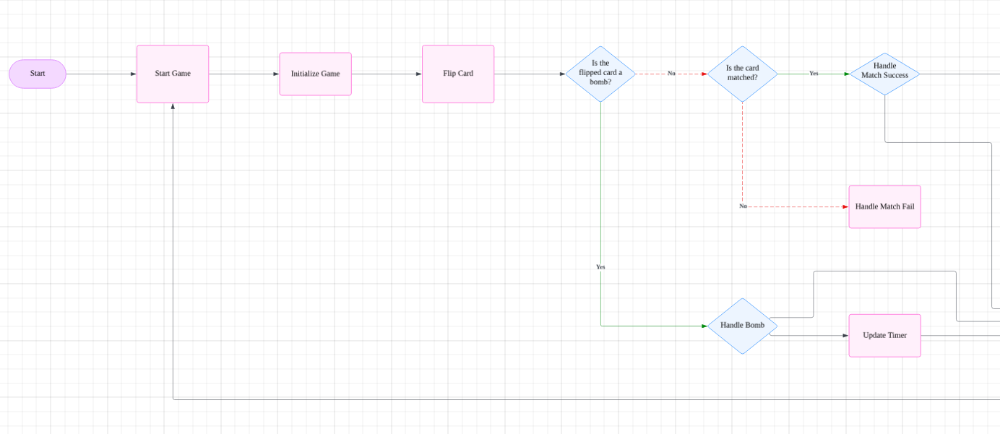 Start
Start Game
Initialize Game
Flip Card
Is the
flipped card a
bomb?
No
Is the card
matched?
Yes
Handle
Match Success
No
Handle Match Fail
Yes
Handle Bomb
Update Timer